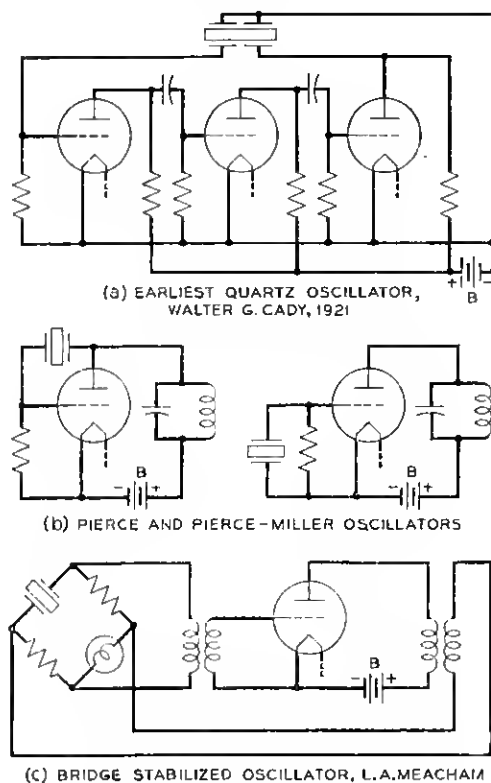 + B -
(a) EARLIEST QUARTZ OSCILLATOR,
WALTER G. CADY, 1921
- B +
- B +
(b) PIERCE AND PIERCE-MILLER OSCILLATORS
- B +
(c) BRIDGE STABILIZED OSCILLATOR, L.A.MEACHAM